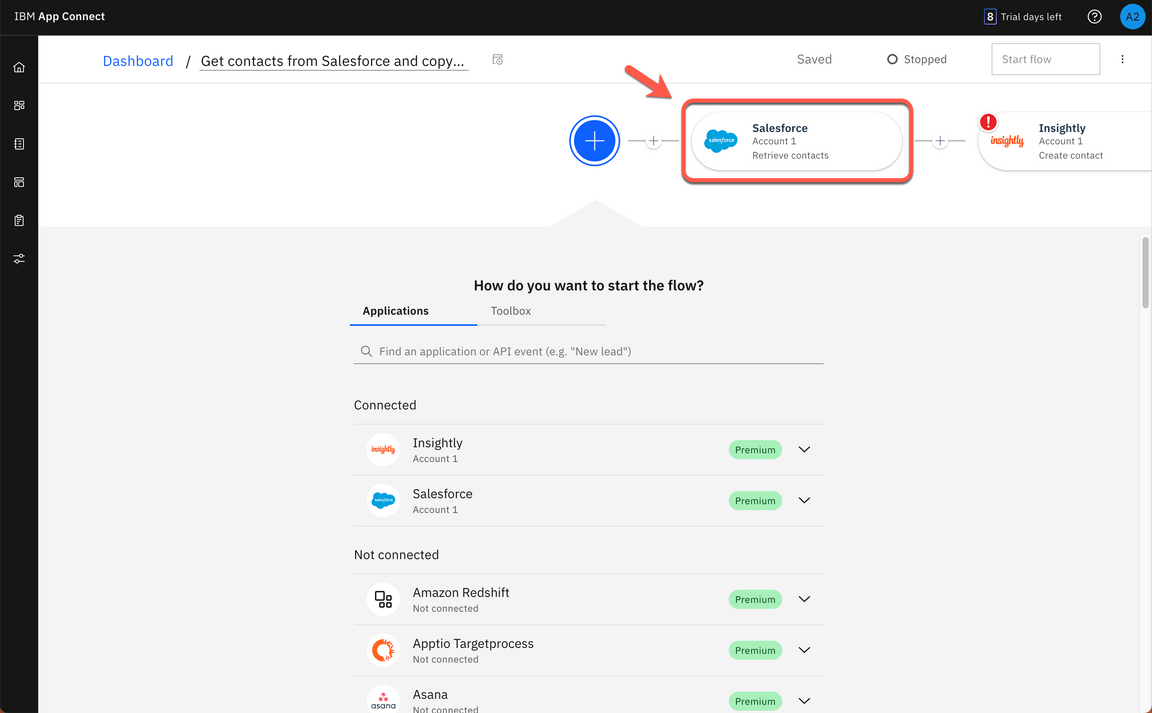 IBM App Connect
8 Trial days left
A2
Dashboard / Get contacts from Salesforce and copy...
Saved
Stopped
Start flow
salesforce
Salesforce
Account 1
Retrieve contacts
!
insightly
Insightly
Account 1
Create contact
How do you want to start the flow?
Applications
Toolbox
Find an application or API event (e.g. "New lead")
Connected
insightly
Insightly
Account 1
Premium
salesforce
Salesforce
Account 1
Premium
Not connected
Amazon Redshift
Not connected
Premium
Apptio Targetprocess
Not connected
Premium
asana
Asana
Not connected
Premium